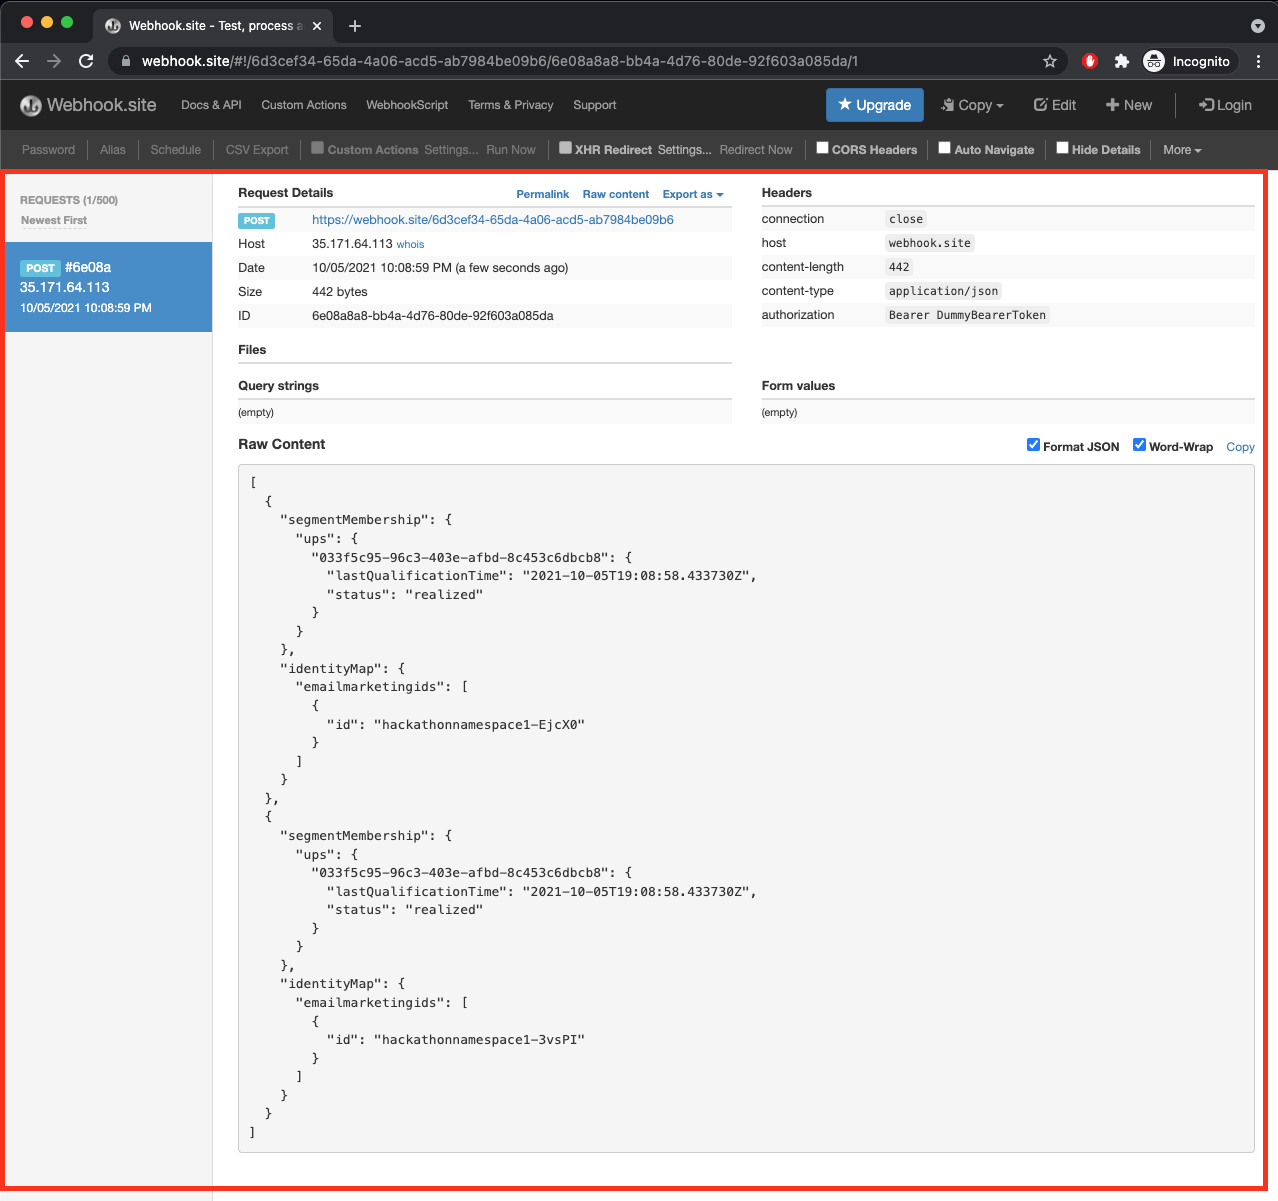 Webhook.site - Test, process a
webhook.site/#!/6d3cef34-65da-4a06-acd5-ab7984be09b6/6e08a8a8-bb4a-4d76-80de-92f603a085da/1
Incognito
Webhook.site Docs & API Custom Actions WebhookScript Terms & Privacy Support Upgrade Copy Edit New Login
Password Alias Schedule CSV Export Custom Actions Settings... Run Now XHR Redirect Settings... Redirect Now CORS Headers Auto Navigate Hide Details More
REQUESTS (1/500)
Newest First
POST #6e08a
35.171.64.113
10/05/2021 10:08:59 PM
Request Details Permalink Raw content Export as
POST https://webhook.site/6d3cef34-65da-4a06-acd5-ab7984be09b6
Host 35.171.64.113 whois
Date 10/05/2021 10:08:59 PM (a few seconds ago)
Size 442 bytes
ID 6e08a8a8-bb4a-4d76-80de-92f603a085da
Files
Headers
connection close
host webhook.site
content-length 442
content-type application/json
authorization Bearer DummyBearerToken
Query strings
(empty)
Form values
(empty)
Raw Content Format JSON Word-Wrap Copy
[
  {
    "segmentMembership": {
      "ups": {
        "033f5c95-96c3-403e-afbd-8c453c6dbcb8": {
          "lastQualificationTime": "2021-10-05T19:08:58.433730Z",
          "status": "realized"
        }
      }
    },
    "identityMap": {
      "emailmarketingids": [
        {
          "id": "hackathonnamespace1-EjcX0"
        }
      ]
    }
  },
  {
    "segmentMembership": {
      "ups": {
        "033f5c95-96c3-403e-afbd-8c453c6dbcb8": {
          "lastQualificationTime": "2021-10-05T19:08:58.433730Z",
          "status": "realized"
        }
      }
    },
    "identityMap": {
      "emailmarketingids": [
        {
          "id": "hackathonnamespace1-3vsPI"
        }
      ]
    }
  }
]